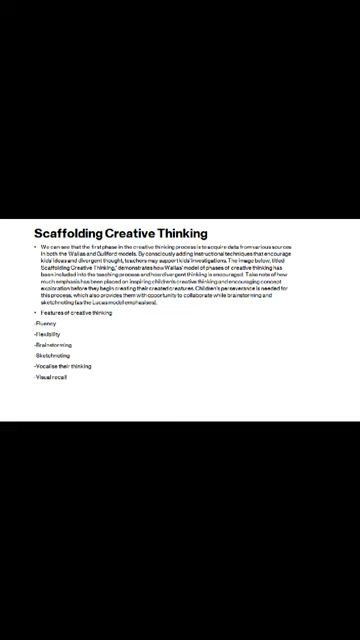 Scaffolding Creative Thinking
• We can see that the first phase in the creative thinking process is to acquire data from various sources
in both the Wallas and Guilford models. By consciously adding instructional techniques that encourage
kids' ideas and divergent thought, teachers may support kids' investigations. The image below, titled
Scaffolding Creative Thinking," demonstrates how Wallas' model of phases of creative thinking has
been included into the teaching process and how divergent thinking is encouraged. Take note of how
much emphasis has been placed on inspiring children's creative thinking and encouraging concept
exploration before they begin creating their created creatures. Children's perseverance is needed for
this process, which also provides them with opportunity to collaborate while brainstorming and
sketchnoting (as the Lucas model emphasises).
• Features of creative thinking
-Fluency
-Flexibility
-Brainstorming
-Sketchnoting
-Vocalise their thinking
-Visual recall